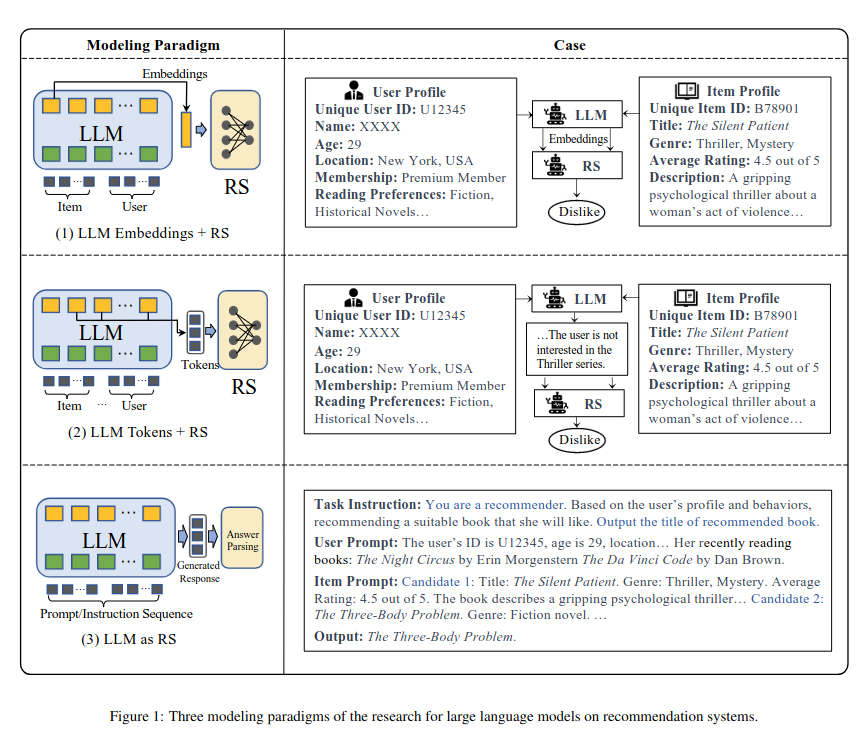 Modeling Paradigm
Case
Embeddings
LLM
RS
Item
User
(1) LLM Embeddings + RS
User Profile
Unique User ID: U12345
Name: XXXX
Age: 29
Location: New York, USA
Membership: Premium Member
Reading Preferences: Fiction,
Historical Novels…
LLM
Embeddings
RS
Dislike
Item Profile
Unique Item ID: B78901
Title: The Silent Patient
Genre: Thriller, Mystery
Average Rating: 4.5 out of 5
Description: A gripping
psychological thriller about a
woman's act of violence…
LLM
Tokens
RS
Item … User
(2) LLM Tokens + RS
User Profile
Unique User ID: U12345
Name: XXXX
Age: 29
Location: New York, USA
Membership: Premium Member
Reading Preferences: Fiction,
Historical Novels…
LLM
…The user is not
interested in the
Thriller series.
RS
Dislike
Item Profile
Unique Item ID: B78901
Title: The Silent Patient
Genre: Thriller, Mystery
Average Rating: 4.5 out of 5
Description: A gripping
psychological thriller about a
woman's act of violence…
LLM
Generated
Response
Answer
Parsing
Prompt/Instruction Sequence
(3) LLM as RS
Task Instruction: You are a recommender. Based on the user's profile and behaviors,
recommending a suitable book that she will like. Output the title of recommended book.
User Prompt: The user's ID is U12345, age is 29, location… Her recently reading
books: The Night Circus by Erin Morgenstern The Da Vinci Code by Dan Brown.
Item Prompt: Candidate 1: Title: The Silent Patient. Genre: Thriller, Mystery. Average
Rating: 4.5 out of 5. The book describes a gripping psychological thriller… Candidate 2:
The Three-Body Problem. Genre: Fiction novel. …
Output: The Three-Body Problem.
Figure 1: Three modeling paradigms of the research for large language models on recommendation systems.